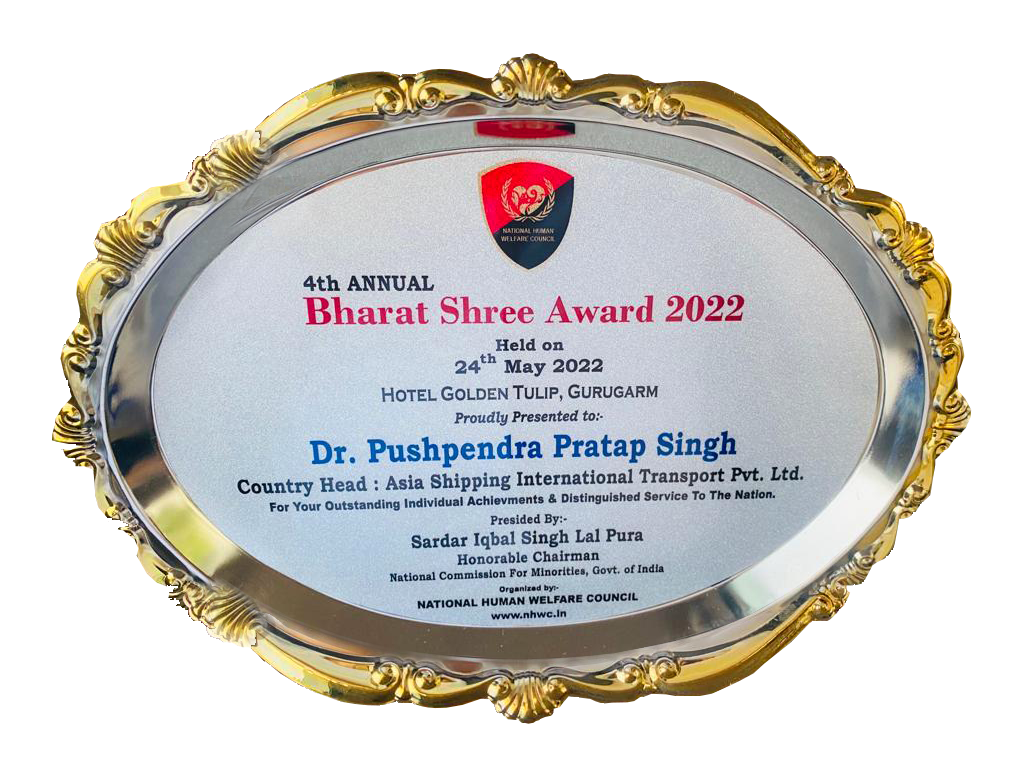 NATIONAL HUMAN
WELFARE COUNCIL
4th ANNUAL
Bharat Shree Award 2022
Held on
24th May 2022
HOTEL GOLDEN TULIP, GURUGARM
Proudly Presented to:-
Dr. Pushpendra Pratap Singh
Country Head : Asia Shipping International Transport Pvt. Ltd.
For Your Outstanding Individual Achievments & Distinguished Service To The Nation.
Presided By:-
Sardar Iqbal Singh Lal Pura
Honorable Chairman
National Commission For Minorities, Govt. of India
Organized by:-
NATIONAL HUMAN WELFARE COUNCIL
www.nhwc.in